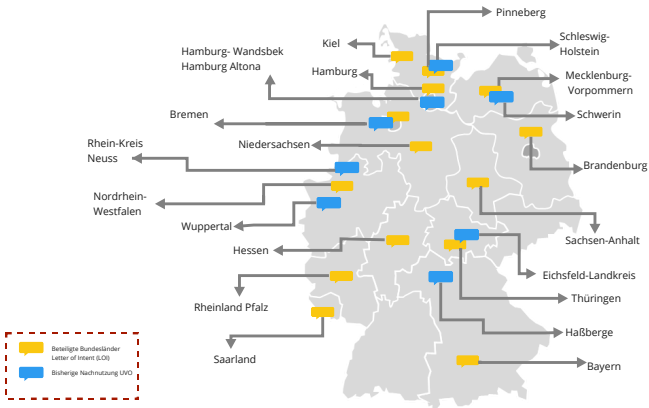 Pinneberg
Kiel
Schleswig-
Holstein
Hamburg- Wandsbek
Hamburg Altona
Hamburg
Mecklenburg-
Vorpommern
Bremen
Schwerin
Rhein-Kreis
Neuss
Niedersachsen
Brandenburg
Nordrhein-
Westfalen
Wuppertal
Sachsen-Anhalt
Hessen
Eichsfeld-Landkreis
Thüringen
Rheinland Pfalz
Haßberge
Saarland
Bayern
Beteiligte Bundesländer
Letter of Intent (LOI)
Bisherige Nachnutzung UVO